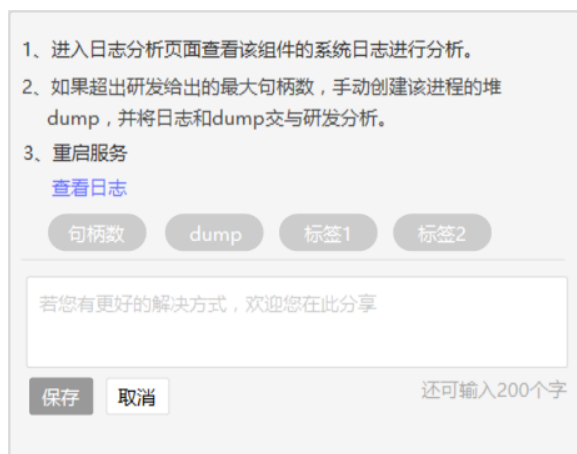 1、进入日志分析页面查看该组件的系统日志进行分析。
2、如果超出研发给出的最大句柄数，手动创建该进程的堆
dump，并将日志和dump交与研发分析。
3、重启服务
查看日志
句柄数 dump 标签1 标签2
若您有更好的解决方式，欢迎您在此分享
保存 取消 还可输入200个字